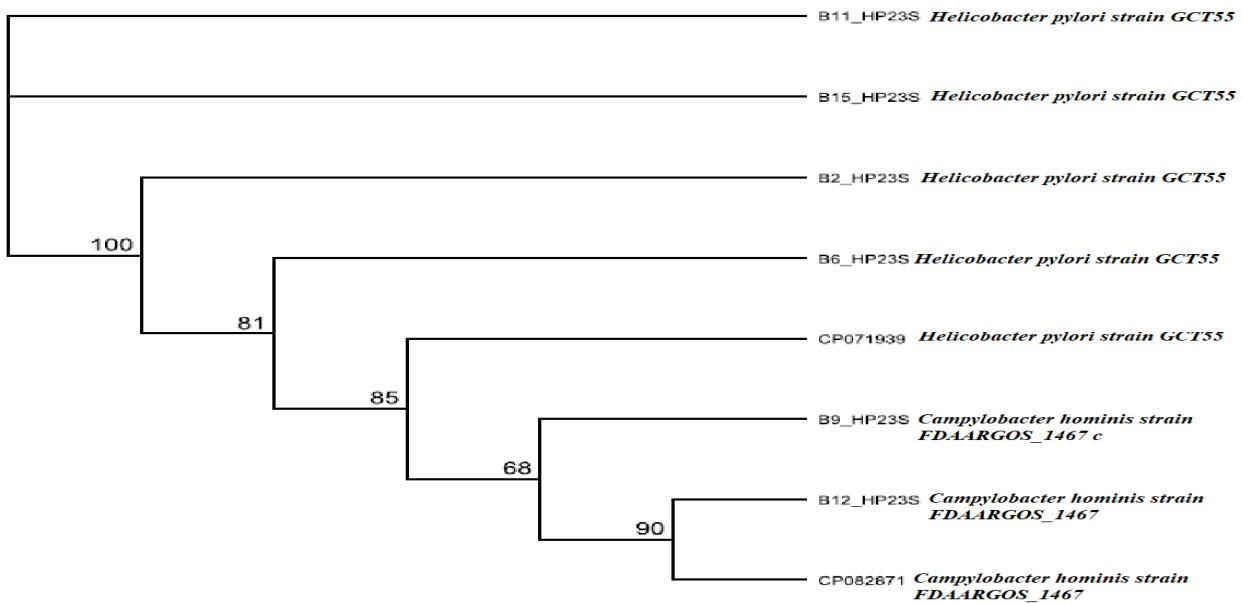 B11_HP23S Helicobacter pylori strain GCT55
B15_HP23S Helicobacter pylori strain GCT55
B2_HP23S Helicobacter pylori strain GCT55
100
B6_HP23S Helicobacter pylori strain GCT55
81
CP071939 Helicobacter pylori strain GCT55
85
B9_HP23S Campylobacter hominis strain
FDAARGOS_1467 c
68
B12_HP23S Campylobacter hominis strain
FDAARGOS_1467
90
CP082871 Campylobacter hominis strain
FDAARGOS_1467